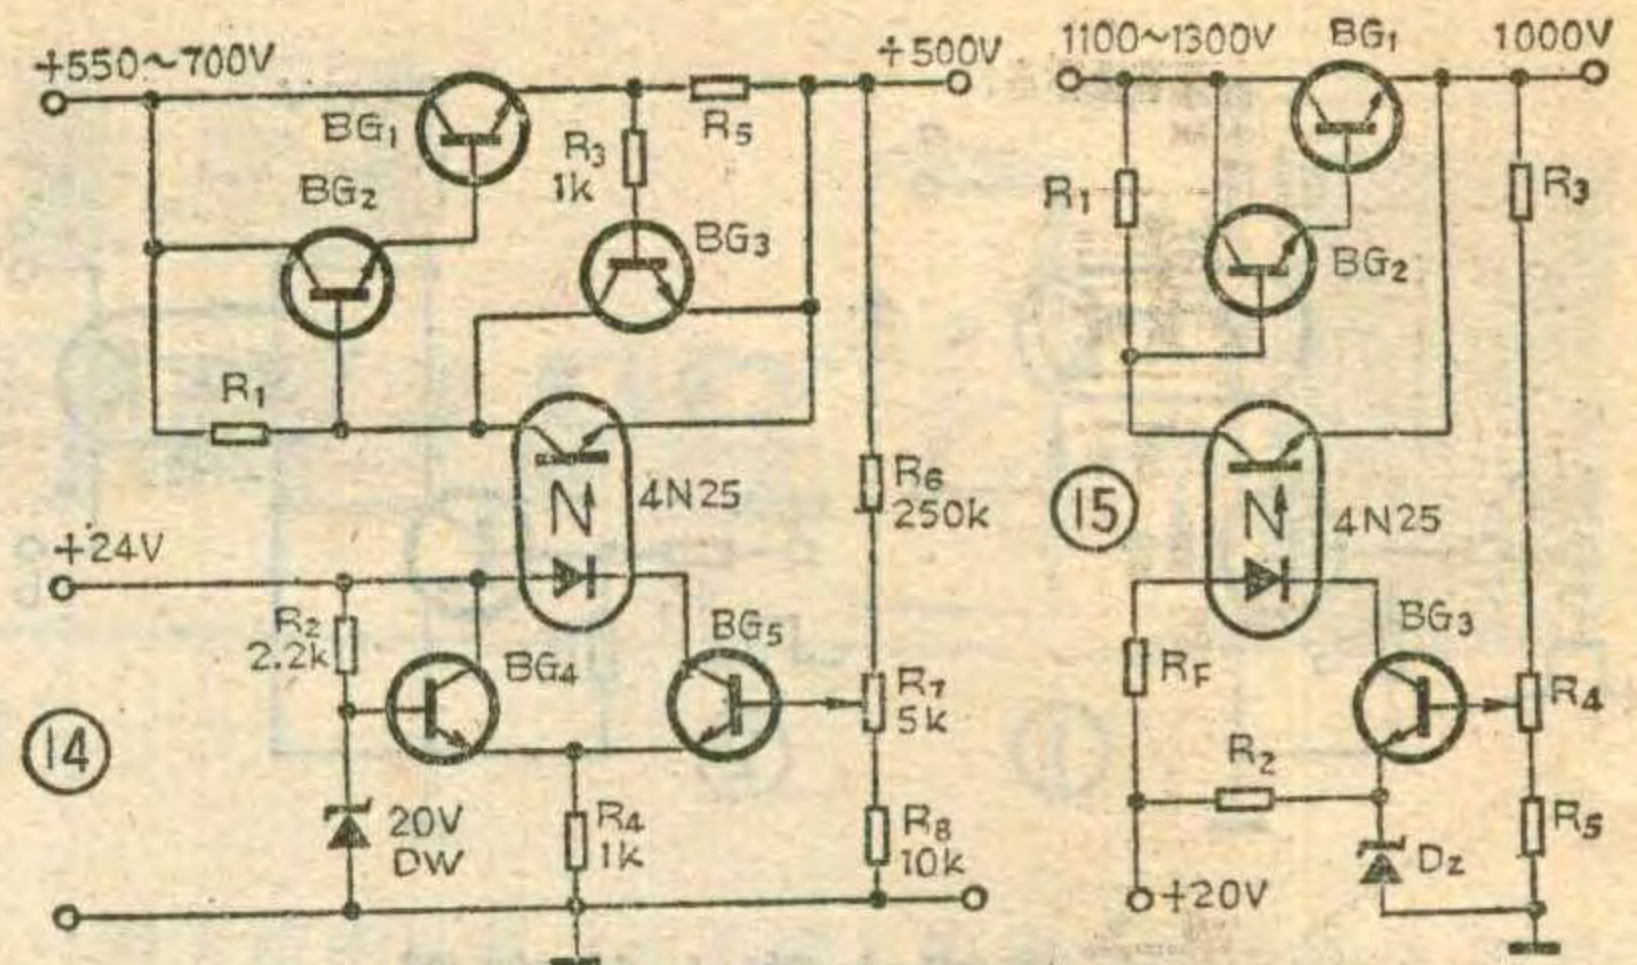 +550~700V
+500V
BG₁
R₅
R₃
1k
BG₂
BG₃
R₁
4N25
R₆
250k
+24V
R₂
2.2k
BG₄
BG₅
R₇
5k
14
20V
DW
R₄
1k
R₈
10k
1100~1300V
BG₁
1000V
R₁
R₃
BG₂
15
4N25
BG₃
R_F
R₄
R₂
R₅
D_Z
+20V